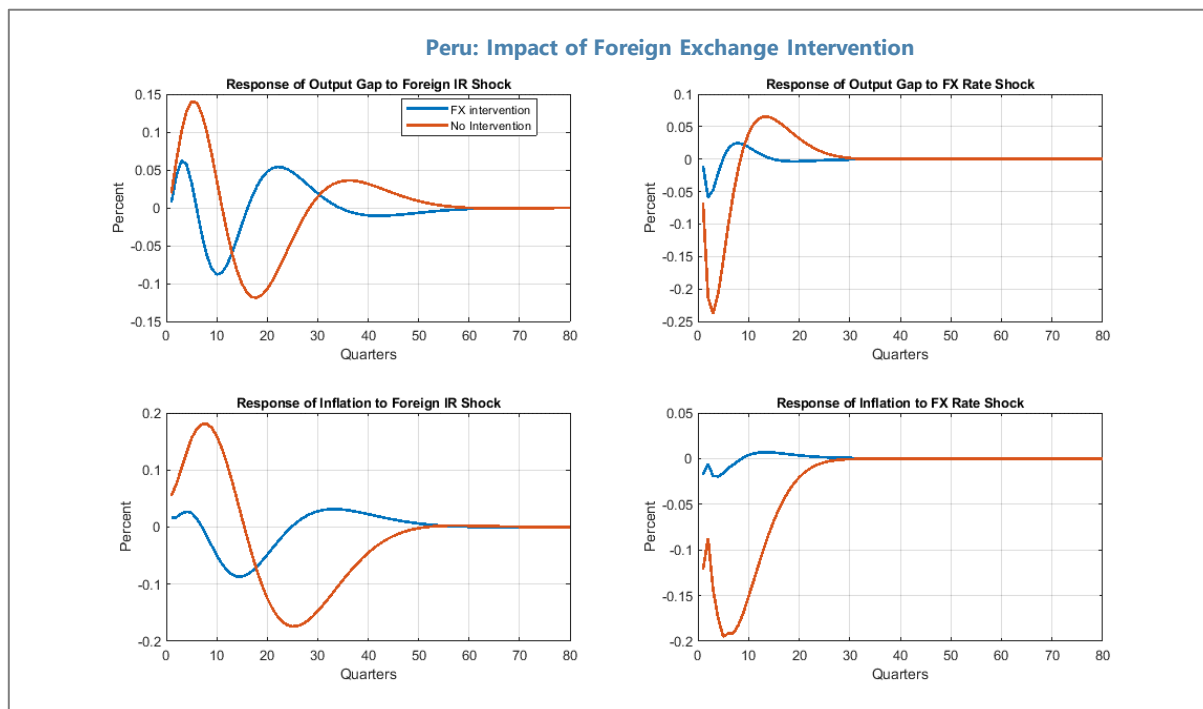 Peru: Impact of Foreign Exchange Intervention
Response of Output Gap to Foreign IR Shock
0.15
0.1
0.05
0
-0.05
-0.1
-0.15
Percent
FX intervention
No Intervention
0 10 20 30 40 50 60 70 80
Quarters
Response of Output Gap to FX Rate Shock
0.1
0.05
0
-0.05
-0.1
-0.15
-0.2
-0.25
Percent
0 10 20 30 40 50 60 70 80
Quarters
Response of Inflation to Foreign IR Shock
0.2
0.1
0
-0.1
-0.2
Percent
0 10 20 30 40 50 60 70 80
Quarters
Response of Inflation to FX Rate Shock
0.05
0
-0.05
-0.1
-0.15
-0.2
Percent
0 10 20 30 40 50 60 70 80
Quarters